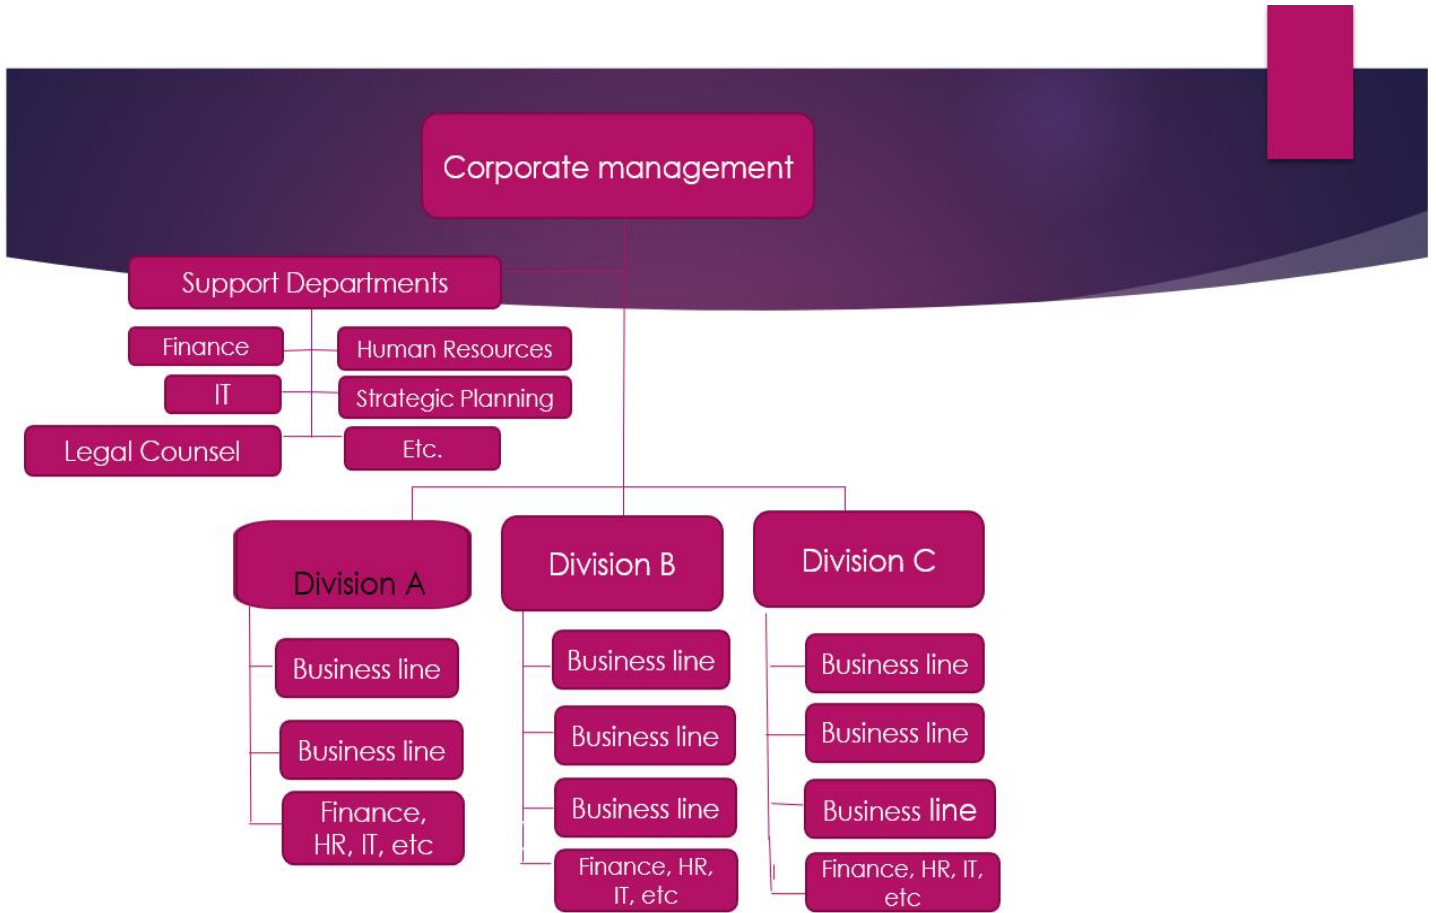 Corporate management
Support Departments
Finance
Human Resources
IT
Strategic Planning
Legal Counsel
Etc.
Division A
Division B
Division C
Business line
Business line
Finance,
HR, IT, etc
Business line
Business line
Business line
Finance, HR,
IT, etc
Business line
Business line
Business line
Finance, HR, IT,
etc